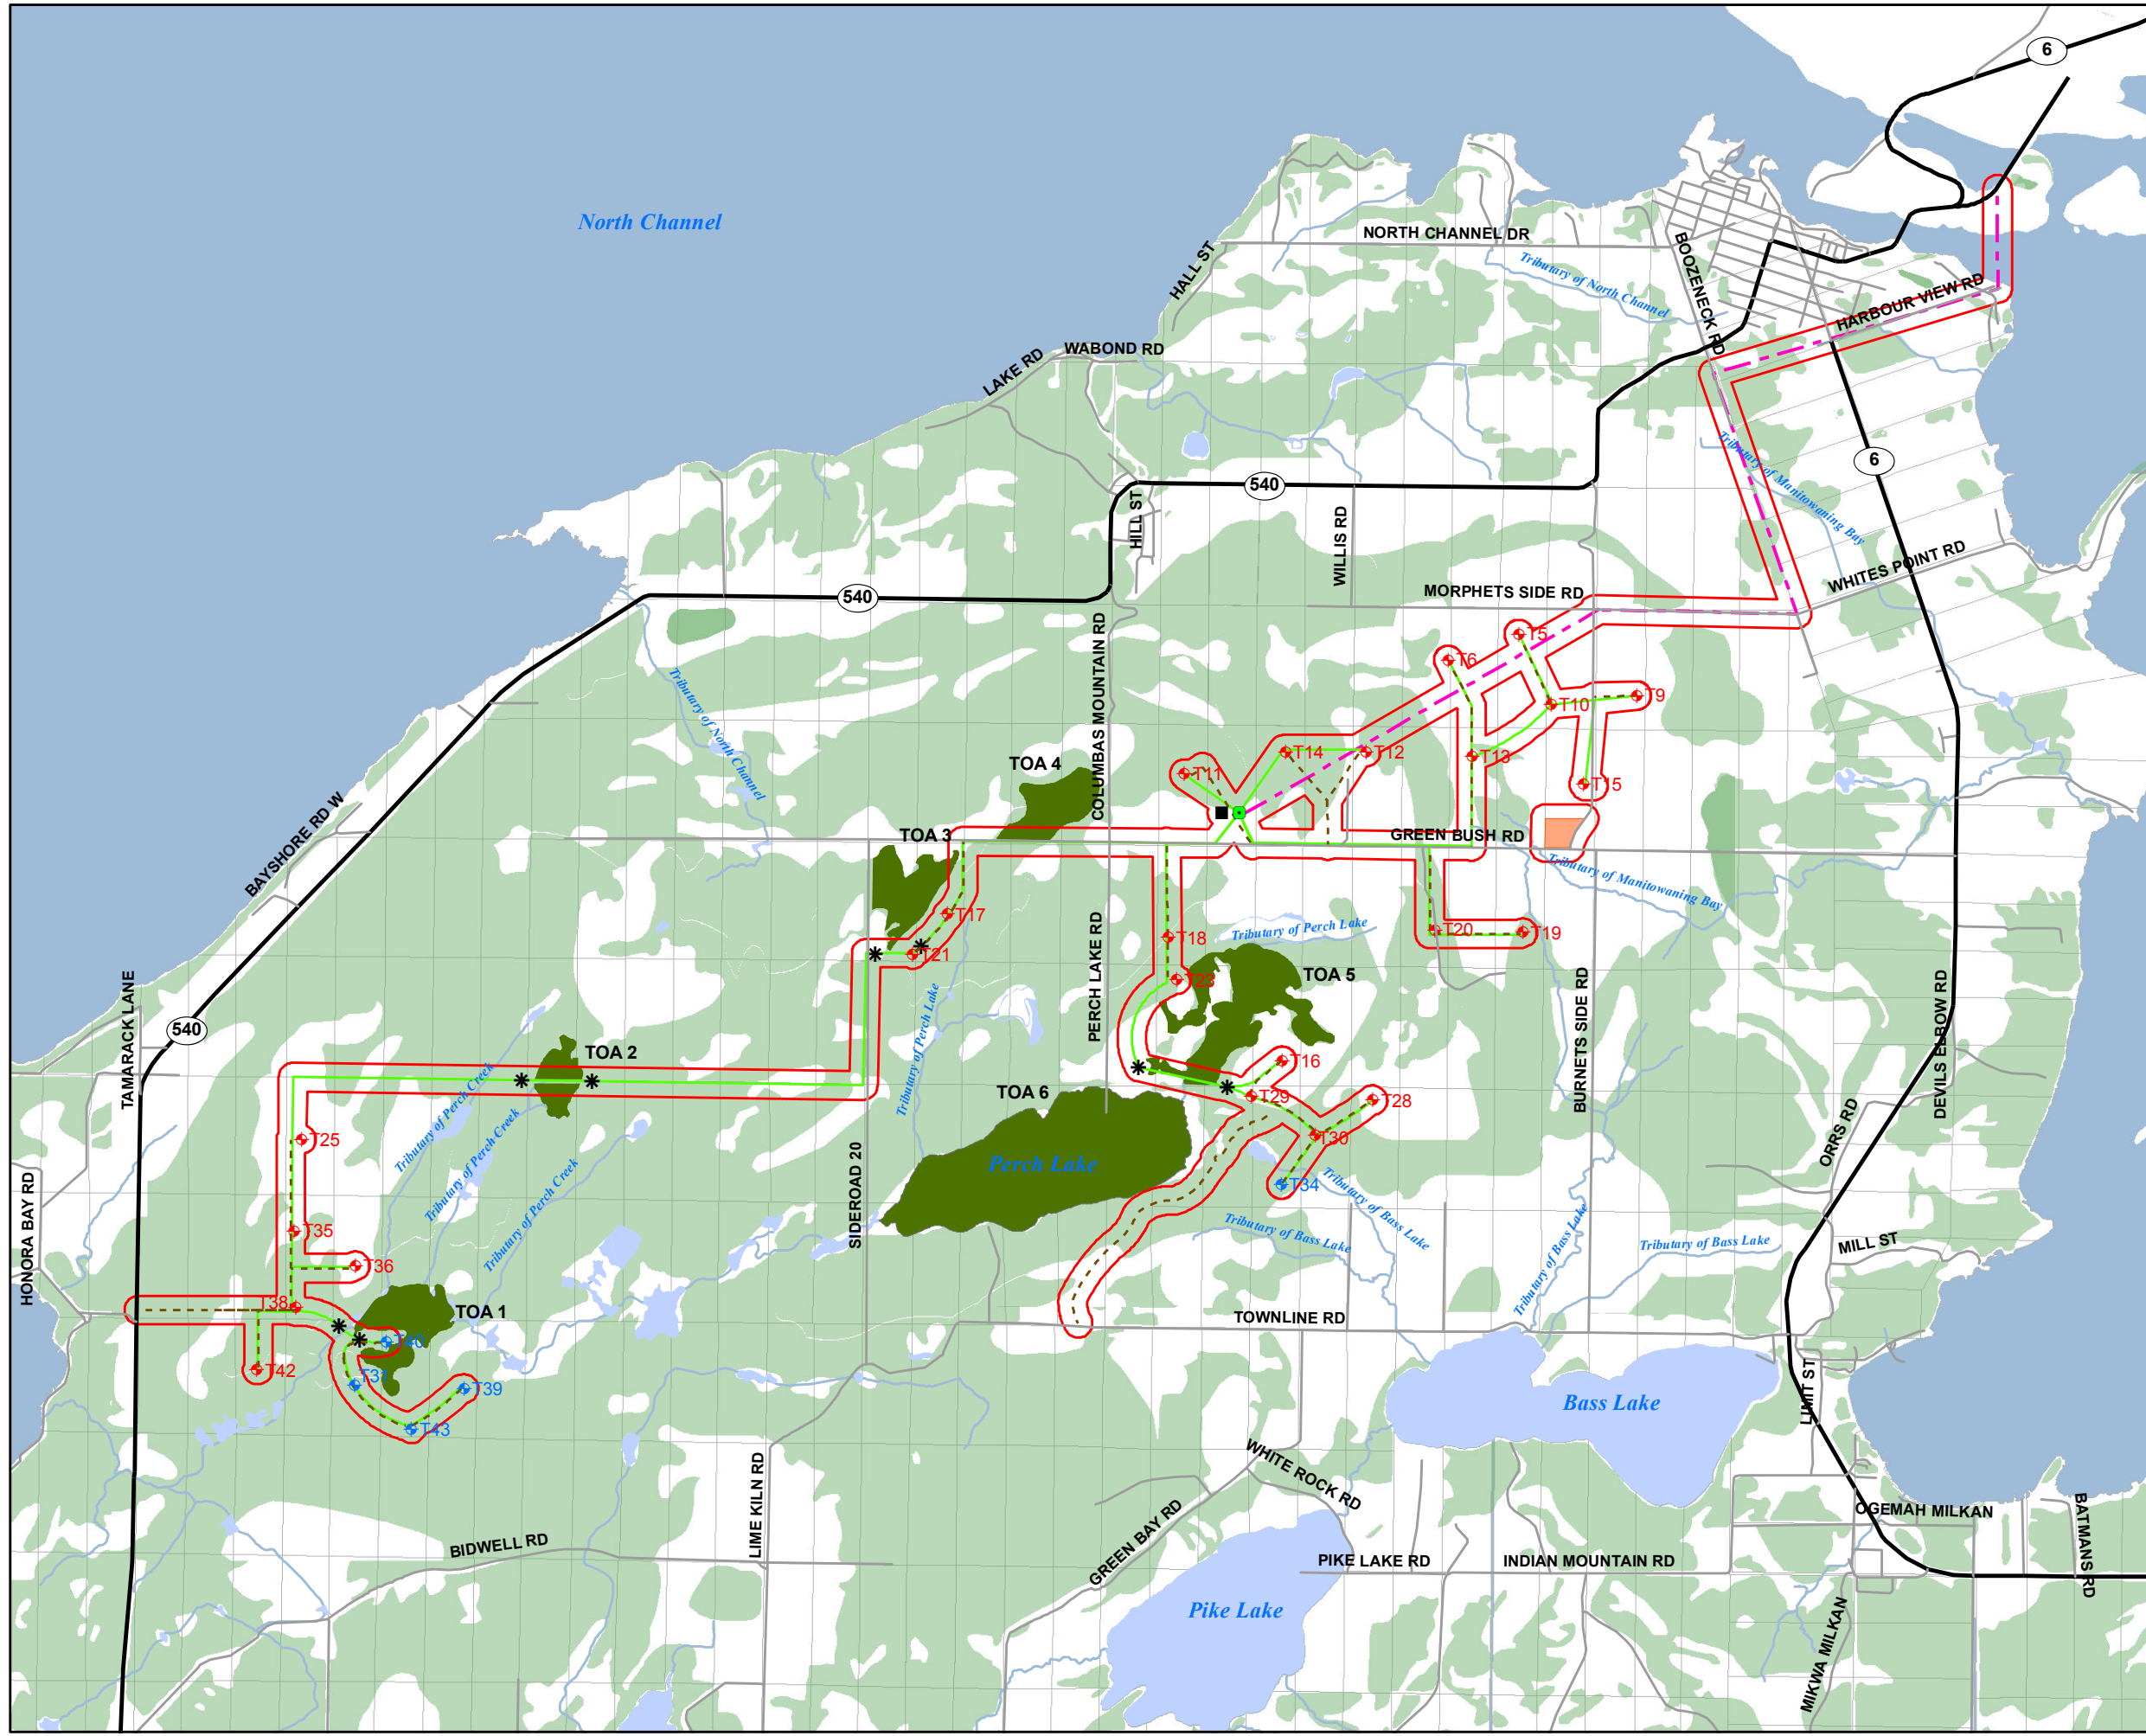 6
North Channel
NORTH CHANNEL DR
HALL ST
BOOZENECK RD
Tributary of North Channel
HARBOUR VIEW RD
WABOND RD
LAKE RD
6
Tributary of Manitowaning Bay
540
HILL ST
WILLIS RD
WHITES POINT RD
540
MORPHETS SIDE RD
COLUMBAS MOUNTAIN RD
T5
T6
Tributary of North Channel
T9
T10
T14
T12
T13
TOA 4
T11
T15
BAYSHORE RD W
TOA 3
GREEN BUSH RD
Tributary of Manitowaning Bay
T17
PERCH LAKE RD
T18
Tributary of Perch Lake
T20
T19
T21
TOA 5
T23
TAMARACK LANE
540
Tributary of Perch Lake
BURNETS SIDE RD
DEVILS ELBOW RD
TOA 2
T16
TOA 6
T29
T28
Tributary of Perch Creek
T25
T30
ORRS RD
Tributary of Perch Creek
Perch Lake
Tributary of Perch Creek
T34
Tributary of Bass Lake
HONORA BAY RD
SIDEROAD 20
T35
Tributary of Bass Lake
Tributary of Bass Lake
Tributary of Bass Lake
MILL ST
T36
T38
TOA 1
TOWNLINE RD
T40
T42
T31
T39
LIMIT ST
Bass Lake
T43
WHITE ROCK RD
LIME KILN RD
GREEN BAY RD
OGEMAH MILKAN
BATMANS RD
BIDWELL RD
PIKE LAKE RD
INDIAN MOUNTAIN RD
Pike Lake
MIKWA MILKAN